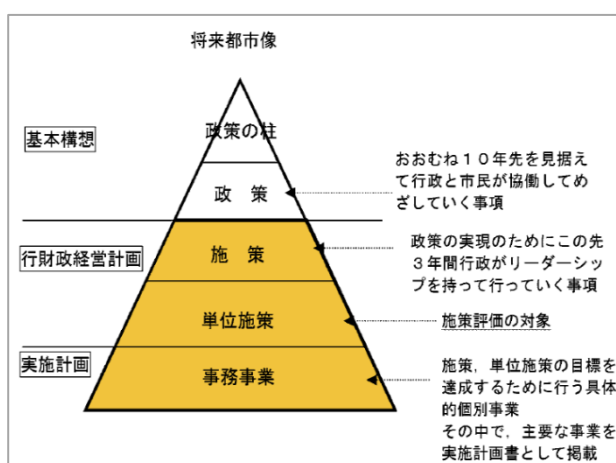 将来都市像
基本構想
政策の柱
政 策
おおむね１０年先を見据え
て行政と市民が協働してめ
ざしていく事項
行財政経営計画
施 策
政策の実現のためにこの先
３年間行政がリーダーシッ
プを持って行っていく事項
単位施策
施策評価の対象
実施計画
事務事業
施策，単位施策の目標を
達成するために行う具体
的個別事業
その中で，主要な事業を
実施計画書として掲載